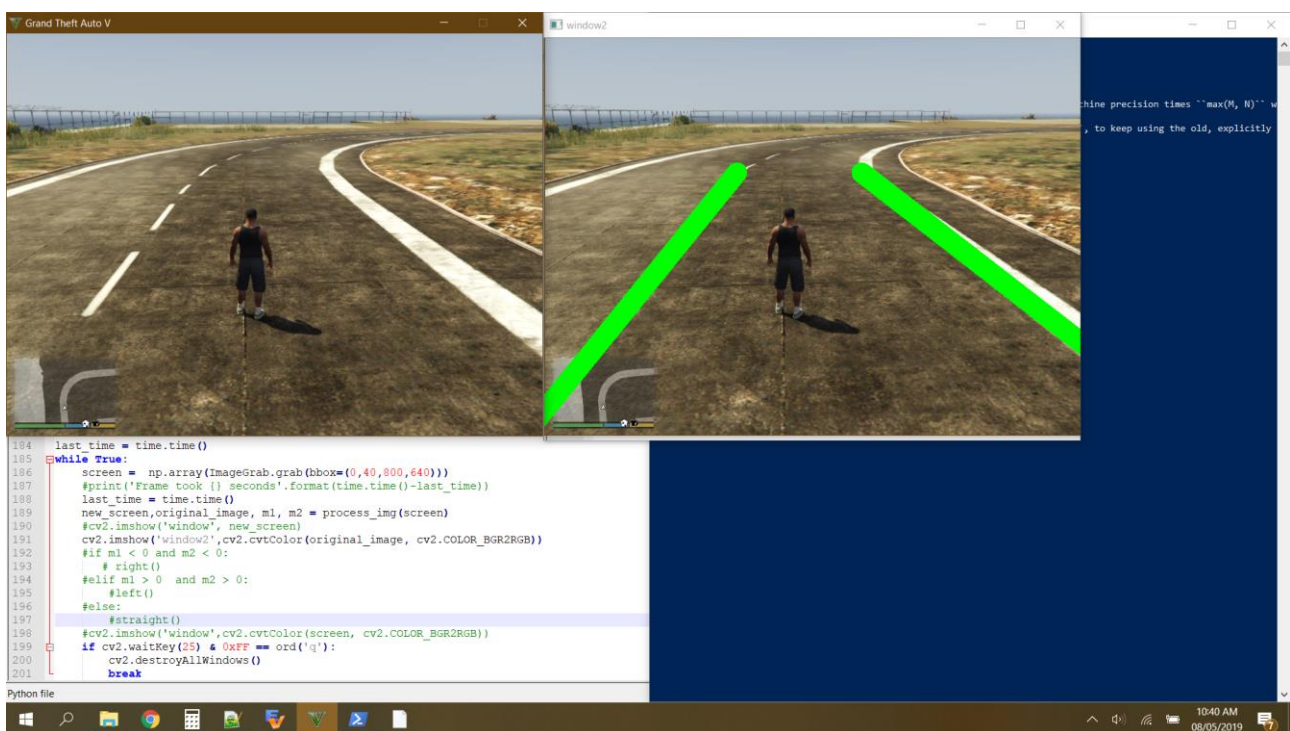 Grand Theft Auto V
window2
chine precision times ``max(M, N)`` w
, to keep using the old, explicitly
184 last_time = time.time()
185 while True:
186 screen = np.array(ImageGrab.grab(bbox=(0,40,800,640)))
187 #print('Frame took {} seconds'.format(time.time()-last_time))
188 last_time = time.time()
189 new_screen,original_image, m1, m2 = process_img(screen)
190 #cv2.imshow('window', new_screen)
191 cv2.imshow('window2',cv2.cvtColor(original_image, cv2.COLOR_BGR2RGB))
192 #if m1 < 0 and m2 < 0:
193 # right()
194 #elif m1 > 0 and m2 > 0:
195 #left()
196 #else:
197 #straight()
198 #cv2.imshow('window',cv2.cvtColor(screen, cv2.COLOR_BGR2RGB))
199 if cv2.waitKey(25) & 0xFF == ord('q'):
200 cv2.destroyAllWindows()
201 break
Python file
10:40 AM
08/05/2019
7